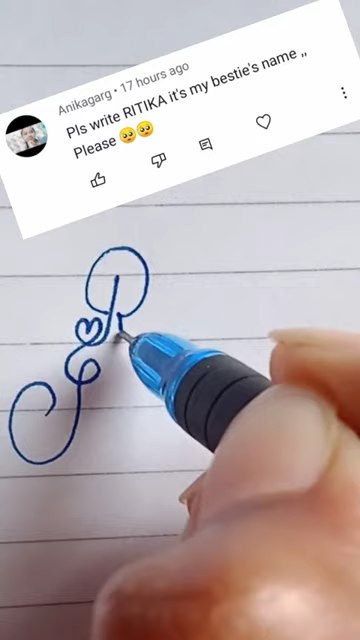 Anikagarg • 17 hours ago
Pls write RITIKA it's my bestie's name ,,
Please 🥺🥺
R